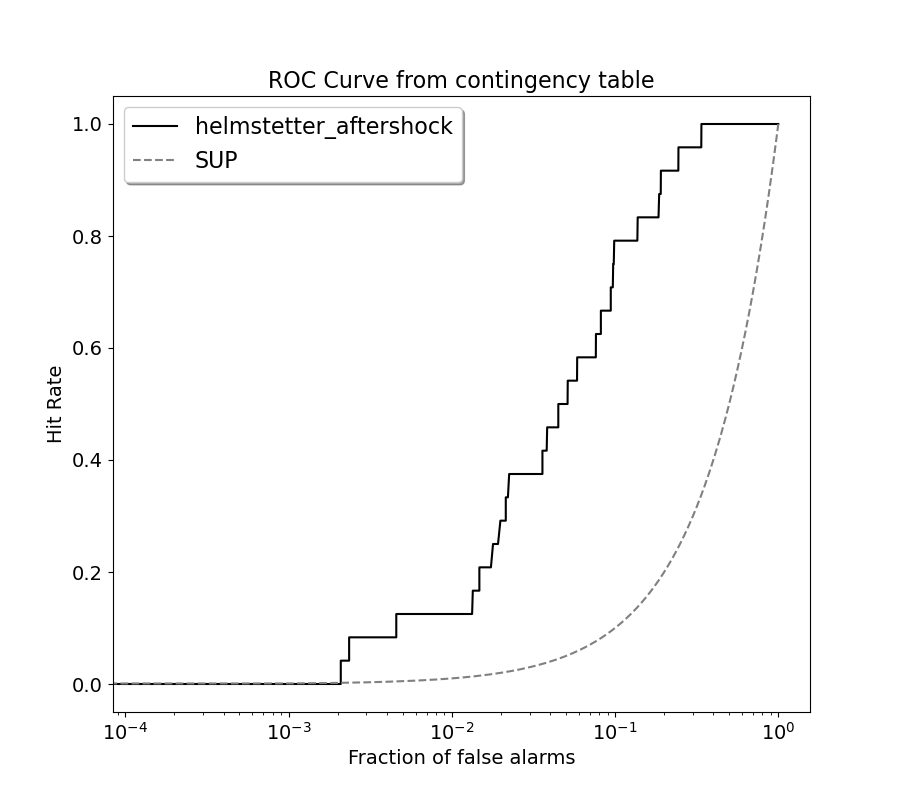 ROC Curve from contingency table
helmstetter_aftershock
SUP
1.0
0.8
0.6
0.4
0.2
0.0
Hit Rate
10⁻⁴ 10⁻³ 10⁻² 10⁻¹ 10⁰
Fraction of false alarms